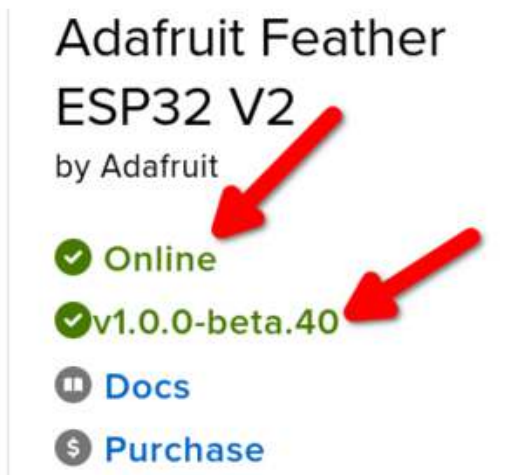 Adafruit Feather
ESP32 V2
by Adafruit
Online
v1.0.0-beta.40
Docs
$ Purchase